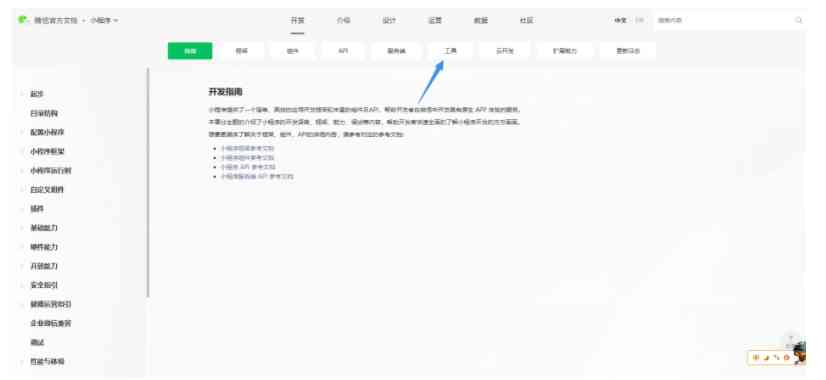 微信官方文档 · 小程序
开发 介绍 设计 运营 数据 社区 中文 EN 搜索内容
指南 框架 组件 API 服务端 工具 云开发 扩展能力 更新日志
起步
目录结构
配置小程序
小程序框架
小程序运行时
自定义组件
插件
基础能力
硬件能力
开放能力
安全指引
健康运营指引
企业微信兼容
调试
性能与体验
开发指南
小程序提供了一个简单、高效的应用开发框架和丰富的组件及API，帮助开发者在微信中开发具有原生 APP 体验的服务。
本章分主题的介绍了小程序的开发语言、框架、能力、调试等内容，帮助开发者快速全面的了解小程序开发的方方面面。
想要更具体了解关于框架、组件、API的详细内容，请参考对应的参考文档:
小程序框架参考文档
小程序组件参考文档
小程序 API 参考文档
小程序服务端 API 参考文档